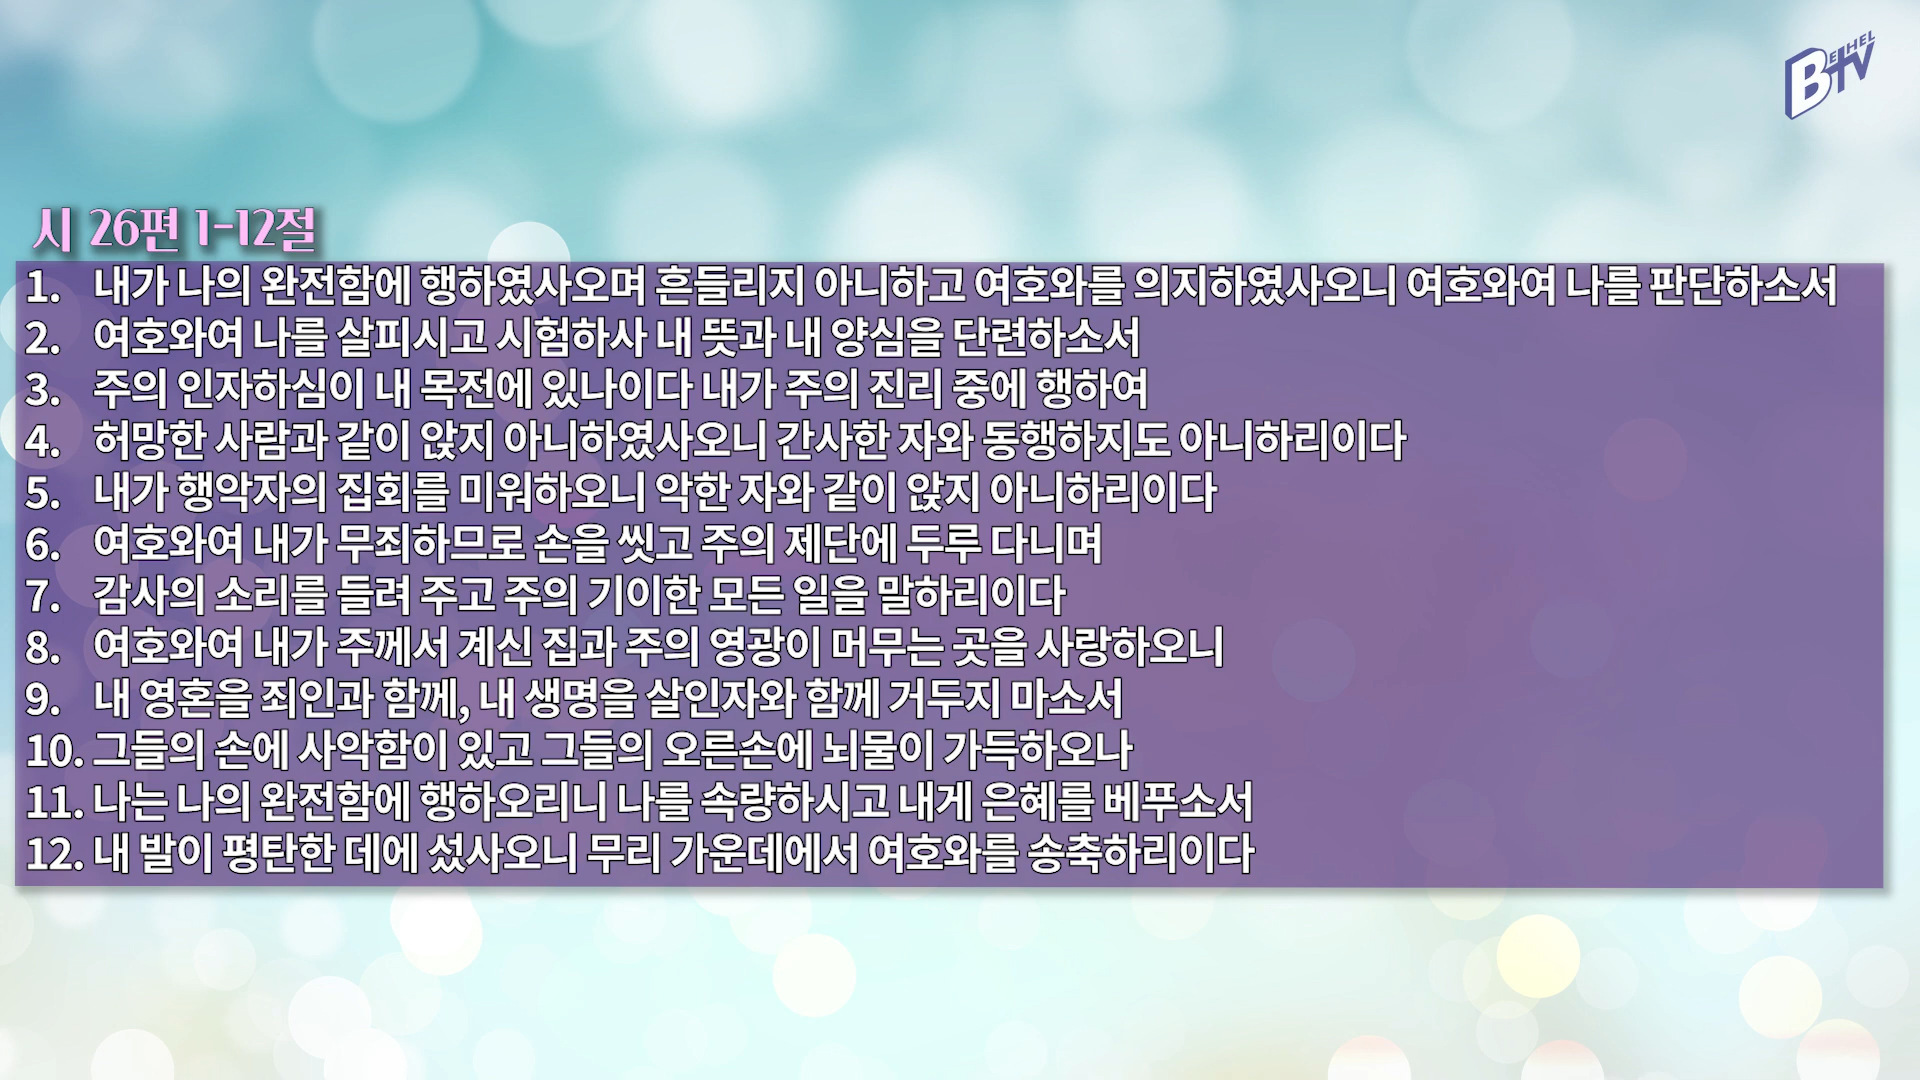 BETHEL TV
시 26편 1-12절
1. 내가 나의 완전함에 행하였사오며 흔들리지 아니하고 여호와를 의지하였사오니 여호와여 나를 판단하소서
2. 여호와여 나를 살피시고 시험하사 내 뜻과 내 양심을 단련하소서
3. 주의 인자하심이 내 목전에 있나이다 내가 주의 진리 중에 행하여
4. 허망한 사람과 같이 앉지 아니하였사오니 간사한 자와 동행하지도 아니하리이다
5. 내가 행악자의 집회를 미워하오니 악한 자와 같이 앉지 아니하리이다
6. 여호와여 내가 무죄하므로 손을 씻고 주의 제단에 두루 다니며
7. 감사의 소리를 들려 주고 주의 기이한 모든 일을 말하리이다
8. 여호와여 내가 주께서 계신 집과 주의 영광이 머무는 곳을 사랑하오니
9. 내 영혼을 죄인과 함께, 내 생명을 살인자와 함께 거두지 마소서
10. 그들의 손에 사악함이 있고 그들의 오른손에 뇌물이 가득하오나
11. 나는 나의 완전함에 행하오리니 나를 속량하시고 내게 은혜를 베푸소서
12. 내 발이 평탄한 데에 섰사오니 무리 가운데에서 여호와를 송축하리이다